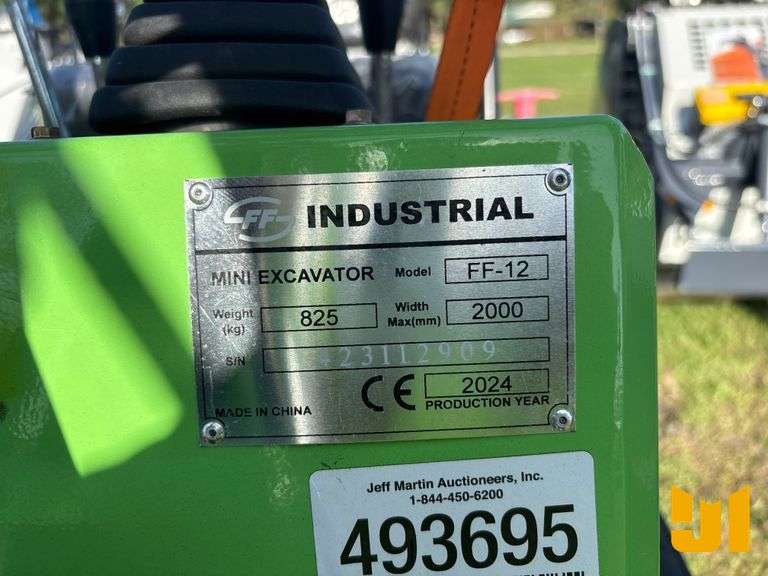 FF INDUSTRIAL
MINI EXCAVATOR Model FF-12
Weight (kg) 825 Width Max(mm) 2000
S/N 423112909
CE 2024
MADE IN CHINA PRODUCTION YEAR
Jeff Martin Auctioneers, Inc.
1-844-450-6200
493695